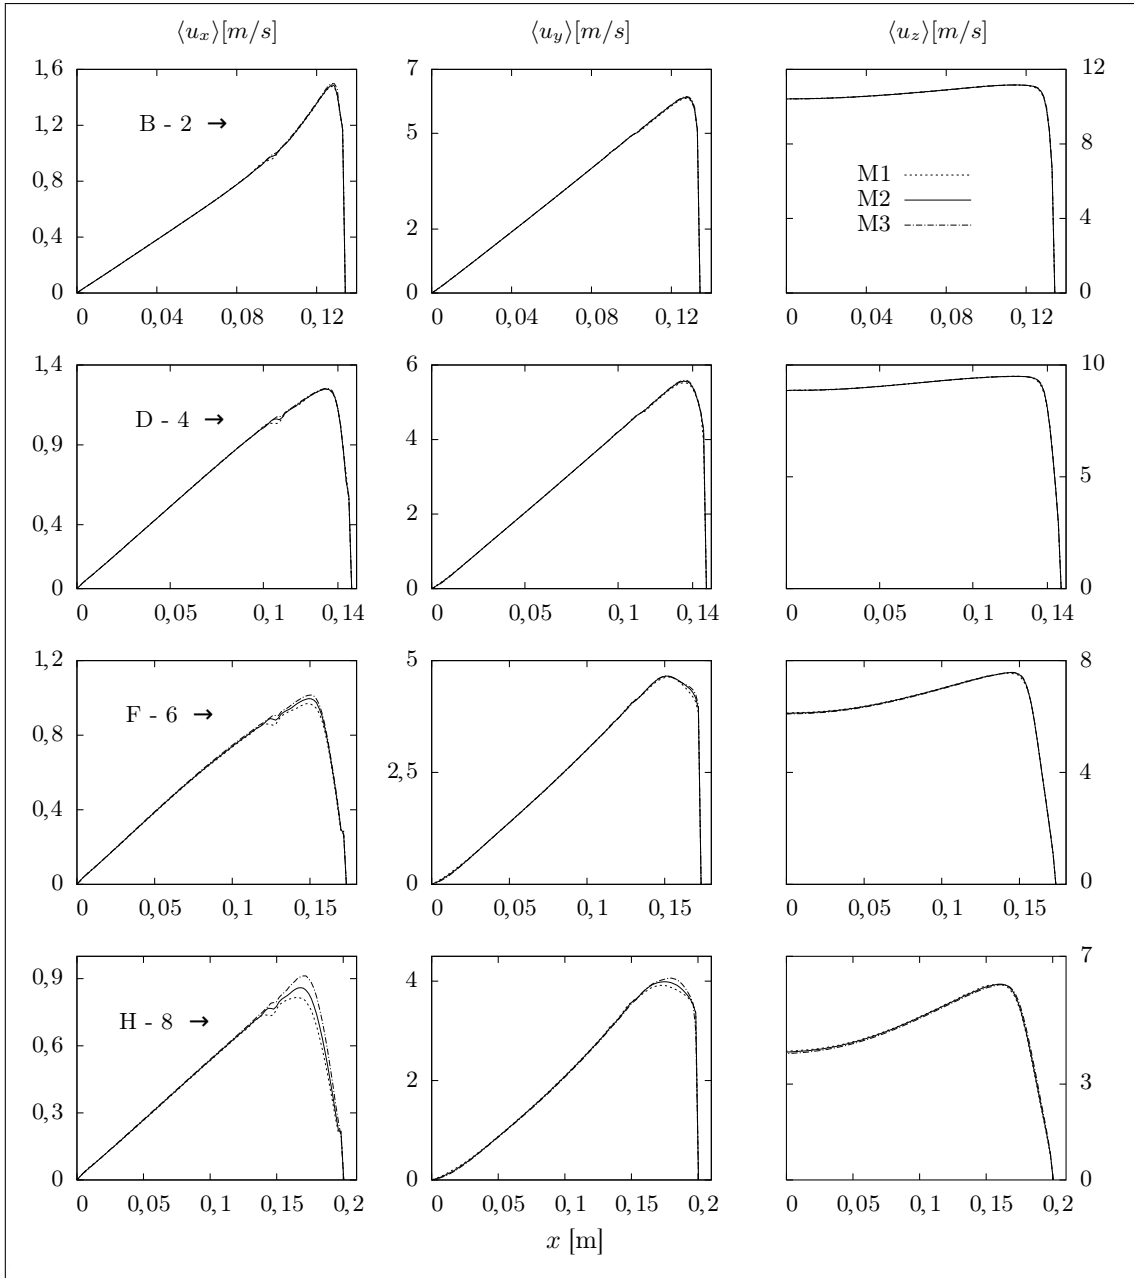 ⟨u_x⟩[m/s] ⟨u_y⟩[m/s] ⟨u_z⟩[m/s]
1,6 7 12
1,2 5 8
0,8 2 4
0,4 0 0
0
B - 2 →
M1
M2
M3
0 0,04 0,08 0,12 0 0,04 0,08 0,12 0 0,04 0,08 0,12
1,4 6 10
0,9 4 5
0,4 2 0
0 0
D - 4 →
0 0,05 0,1 0,14 0 0,05 0,1 0,14 0 0,05 0,1 0,14
1,2 5 8
0,8 2,5 4
0,4 0 0
0
F - 6 →
0 0,05 0,1 0,15 0 0,05 0,1 0,15 0 0,05 0,1 0,15
0,9 4 7
0,6 2 3
0,3 0 0
0
H - 8 →
0 0,05 0,1 0,15 0,2 0 0,05 0,1 0,15 0,2 0 0,05 0,1 0,15 0,2
x [m]